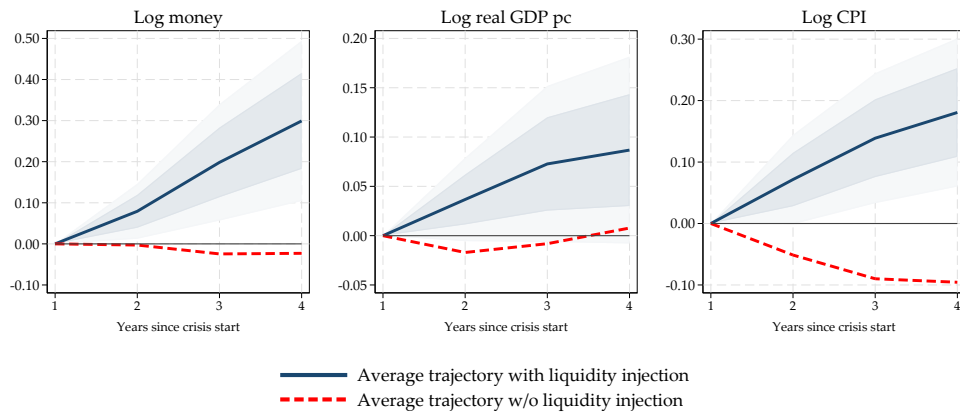 Log money
0.50
0.40
0.30
0.20
0.10
0.00
-0.10
1 2 3 4
Years since crisis start
Log real GDP pc
0.20
0.15
0.10
0.05
0.00
-0.05
1 2 3 4
Years since crisis start
Log CPI
0.30
0.20
0.10
0.00
-0.10
1 2 3 4
Years since crisis start
Average trajectory with liquidity injection
Average trajectory w/o liquidity injection